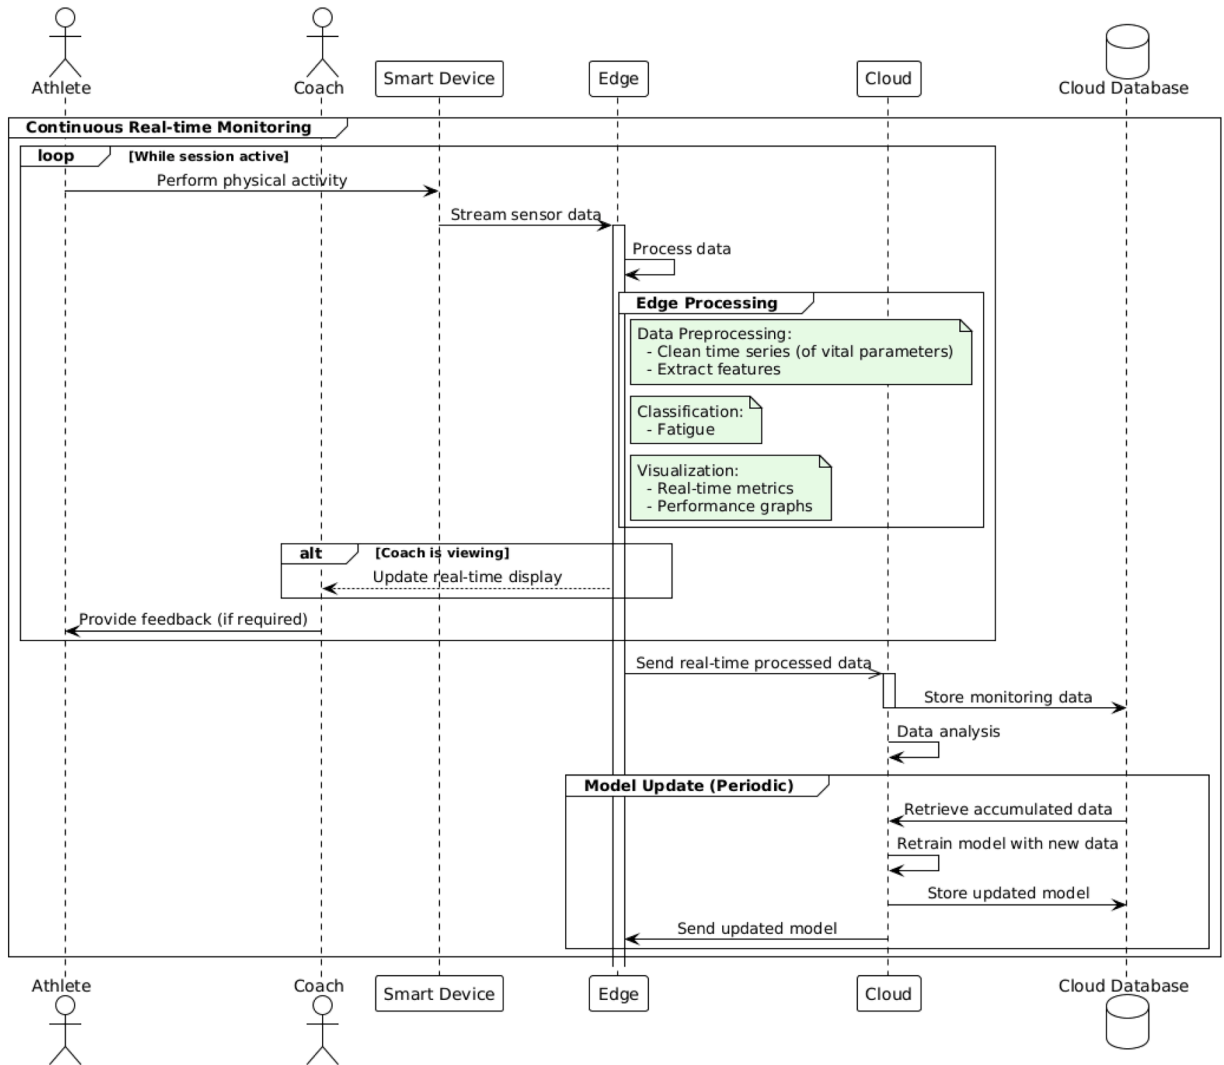 Athlete
Coach
Smart Device
Edge
Cloud
Cloud Database
Continuous Real-time Monitoring
loop [While session active]
Perform physical activity
Stream sensor data
Process data
Edge Processing
Data Preprocessing:
- Clean time series (of vital parameters)
- Extract features
Classification:
- Fatigue
Visualization:
- Real-time metrics
- Performance graphs
alt [Coach is viewing]
Update real-time display
Provide feedback (if required)
Send real-time processed data
Store monitoring data
Data analysis
Model Update (Periodic)
Retrieve accumulated data
Retrain model with new data
Store updated model
Send updated model
Athlete
Coach
Smart Device
Edge
Cloud
Cloud Database